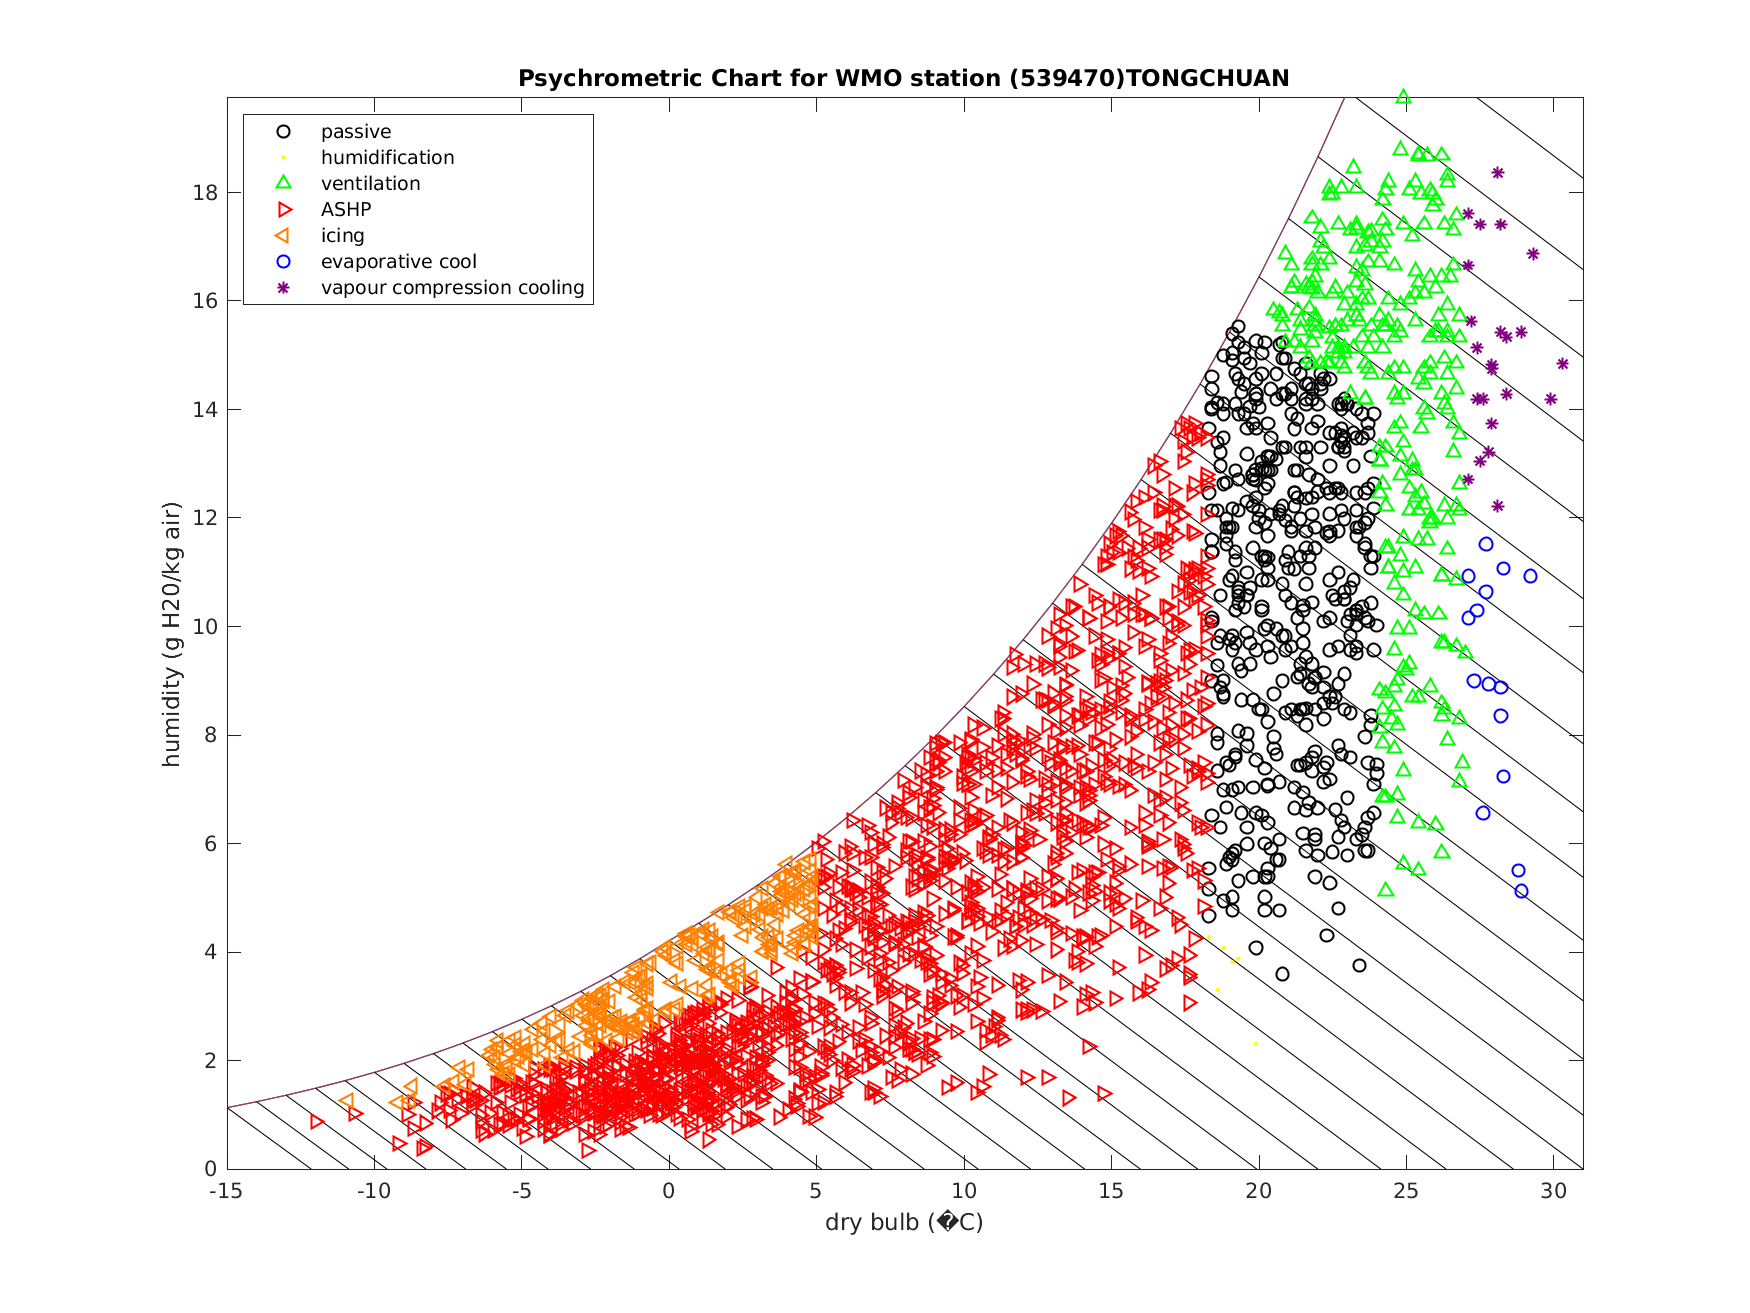 Psychrometric Chart for WMO station (539470)TONGCHUAN
passive
humidification
ventilation
ASHP
icing
evaporative cool
vapour compression cooling
humidity (g H20/kg air)
18
16
14
12
10
8
6
4
2
0
-15 -10 -5 0 5 10 15 20 25 30
dry bulb (�C)